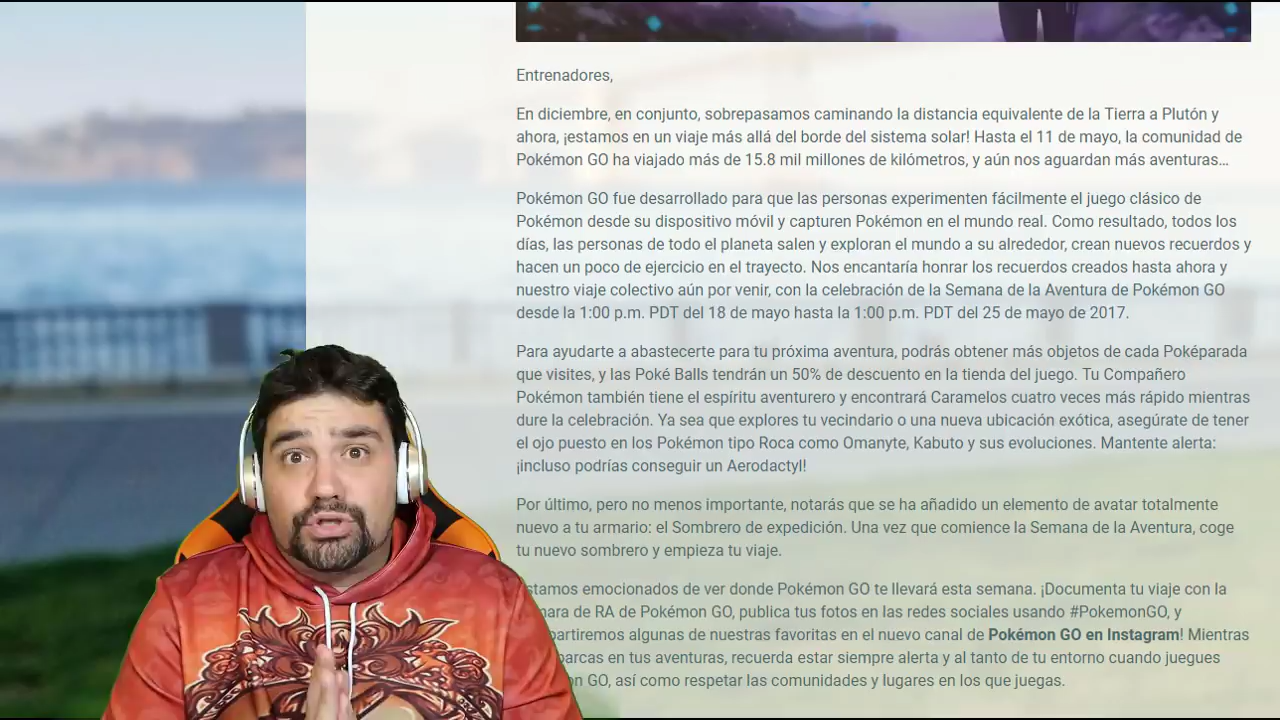 Entrenadores,
En diciembre, en conjunto, sobrepasamos caminando la distancia equivalente de la Tierra a Plutón y
ahora, ¡estamos en un viaje más allá del borde del sistema solar! Hasta el 11 de mayo, la comunidad de
Pokémon GO ha viajado más de 15.8 mil millones de kilómetros, y aún nos aguardan más aventuras…
Pokémon GO fue desarrollado para que las personas experimenten fácilmente el juego clásico de
Pokémon desde su dispositivo móvil y capturen Pokémon en el mundo real. Como resultado, todos los
días, las personas de todo el planeta salen y exploran el mundo a su alrededor, crean nuevos recuerdos y
hacen un poco de ejercicio en el trayecto. Nos encantaría honrar los recuerdos creados hasta ahora y
nuestro viaje colectivo aún por venir, con la celebración de la Semana de la Aventura de Pokémon GO
desde la 1:00 p.m. PDT del 18 de mayo hasta la 1:00 p.m. PDT del 25 de mayo de 2017.
Para ayudarte a abastecerte para tu próxima aventura, podrás obtener más objetos de cada Poképarada
que visites, y las Poké Balls tendrán un 50% de descuento en la tienda del juego. Tu Compañero
Pokémon también tiene el espíritu aventurero y encontrará Caramelos cuatro veces más rápido mientras
dure la celebración. Ya sea que explores tu vecindario o una nueva ubicación exótica, asegúrate de tener
el ojo puesto en los Pokémon tipo Roca como Omanyte, Kabuto y sus evoluciones. Mantente alerta:
¡incluso podrías conseguir un Aerodactyl!
Por último, pero no menos importante, notarás que se ha añadido un elemento de avatar totalmente
nuevo a tu armario: el Sombrero de expedición. Una vez que comience la Semana de la Aventura, coge
tu nuevo sombrero y empieza tu viaje.
stamos emocionados de ver donde Pokémon GO te llevará esta semana. ¡Documenta tu viaje con la
mara de RA de Pokémon GO, publica tus fotos en las redes sociales usando #PokemonGO, y
partiremos algunas de nuestras favoritas en el nuevo canal de Pokémon GO en Instagram! Mientras
barcas en tus aventuras, recuerda estar siempre alerta y al tanto de tu entorno cuando juegues
n GO, así como respetar las comunidades y lugares en los que juegas.